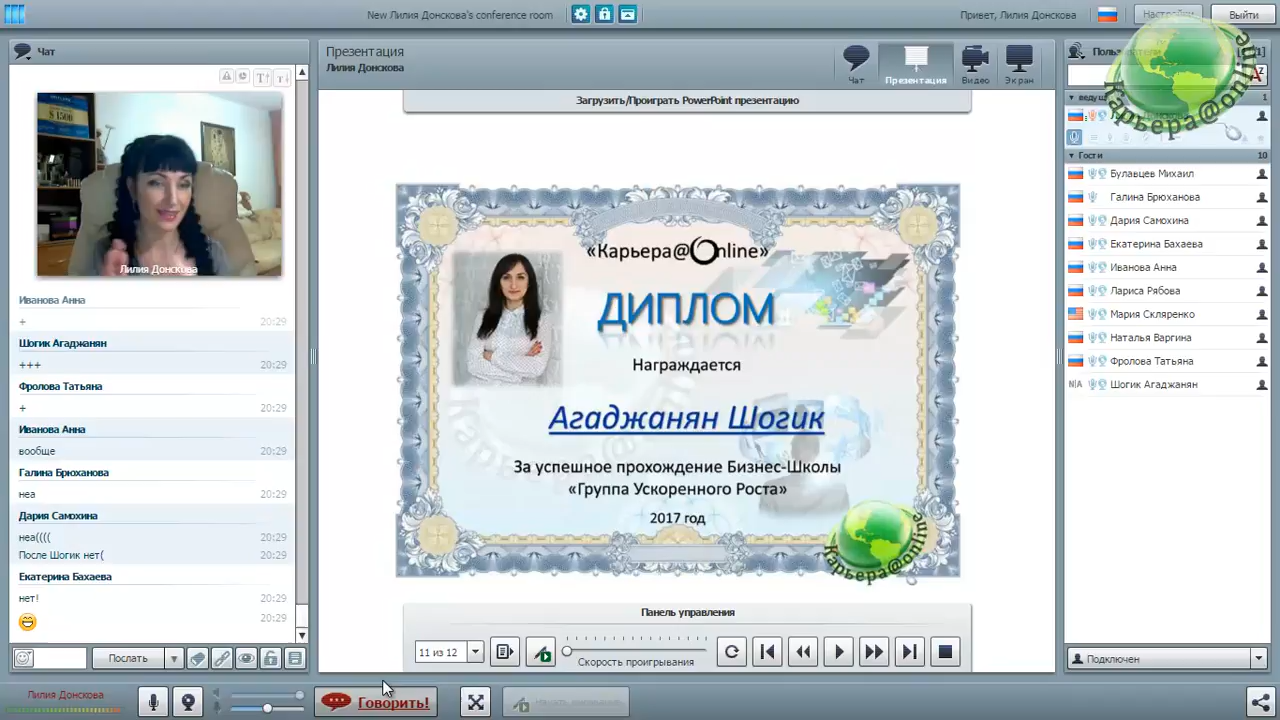 New Лилия Донскова's conference room
Привет, Лилия Донскова
Настройки
Выйти
Чат
Лилия Донскова
Иванова Анна
+ 20:29
Шогик Агаджанян
+++ 20:29
Фролова Татьяна
+ 20:29
Иванова Анна
вообще 20:29
Галина Брюханова
неа 20:29
Дария Самохина
неа((((
После Шогик нет( 20:29
Екатерина Бахаева
нет! 20:29
20:29
Послать
Презентация
Лилия Донскова
Чат
Презентация
Видео
Экран
Загрузить/Проиграть PowerPoint презентацию
«Карьера@Online»
ДИПЛОМ
Награждается
Агаджанян Шогик
За успешное прохождение Бизнес-Школы
«Группа Ускоренного Роста»
2017 год
Карьера@online
Панель управления
11 из 12
Скорость проигрывания
Карьера@online
1
Гости 10
Булавцев Михаил
Галина Брюханова
Дария Самохина
Екатерина Бахаева
Иванова Анна
Лариса Рябова
Мария Скляренко
Наталья Варгина
Фролова Татьяна
N|A Шогик Агаджанян
Подключен
Лилия Донскова
Говорить!